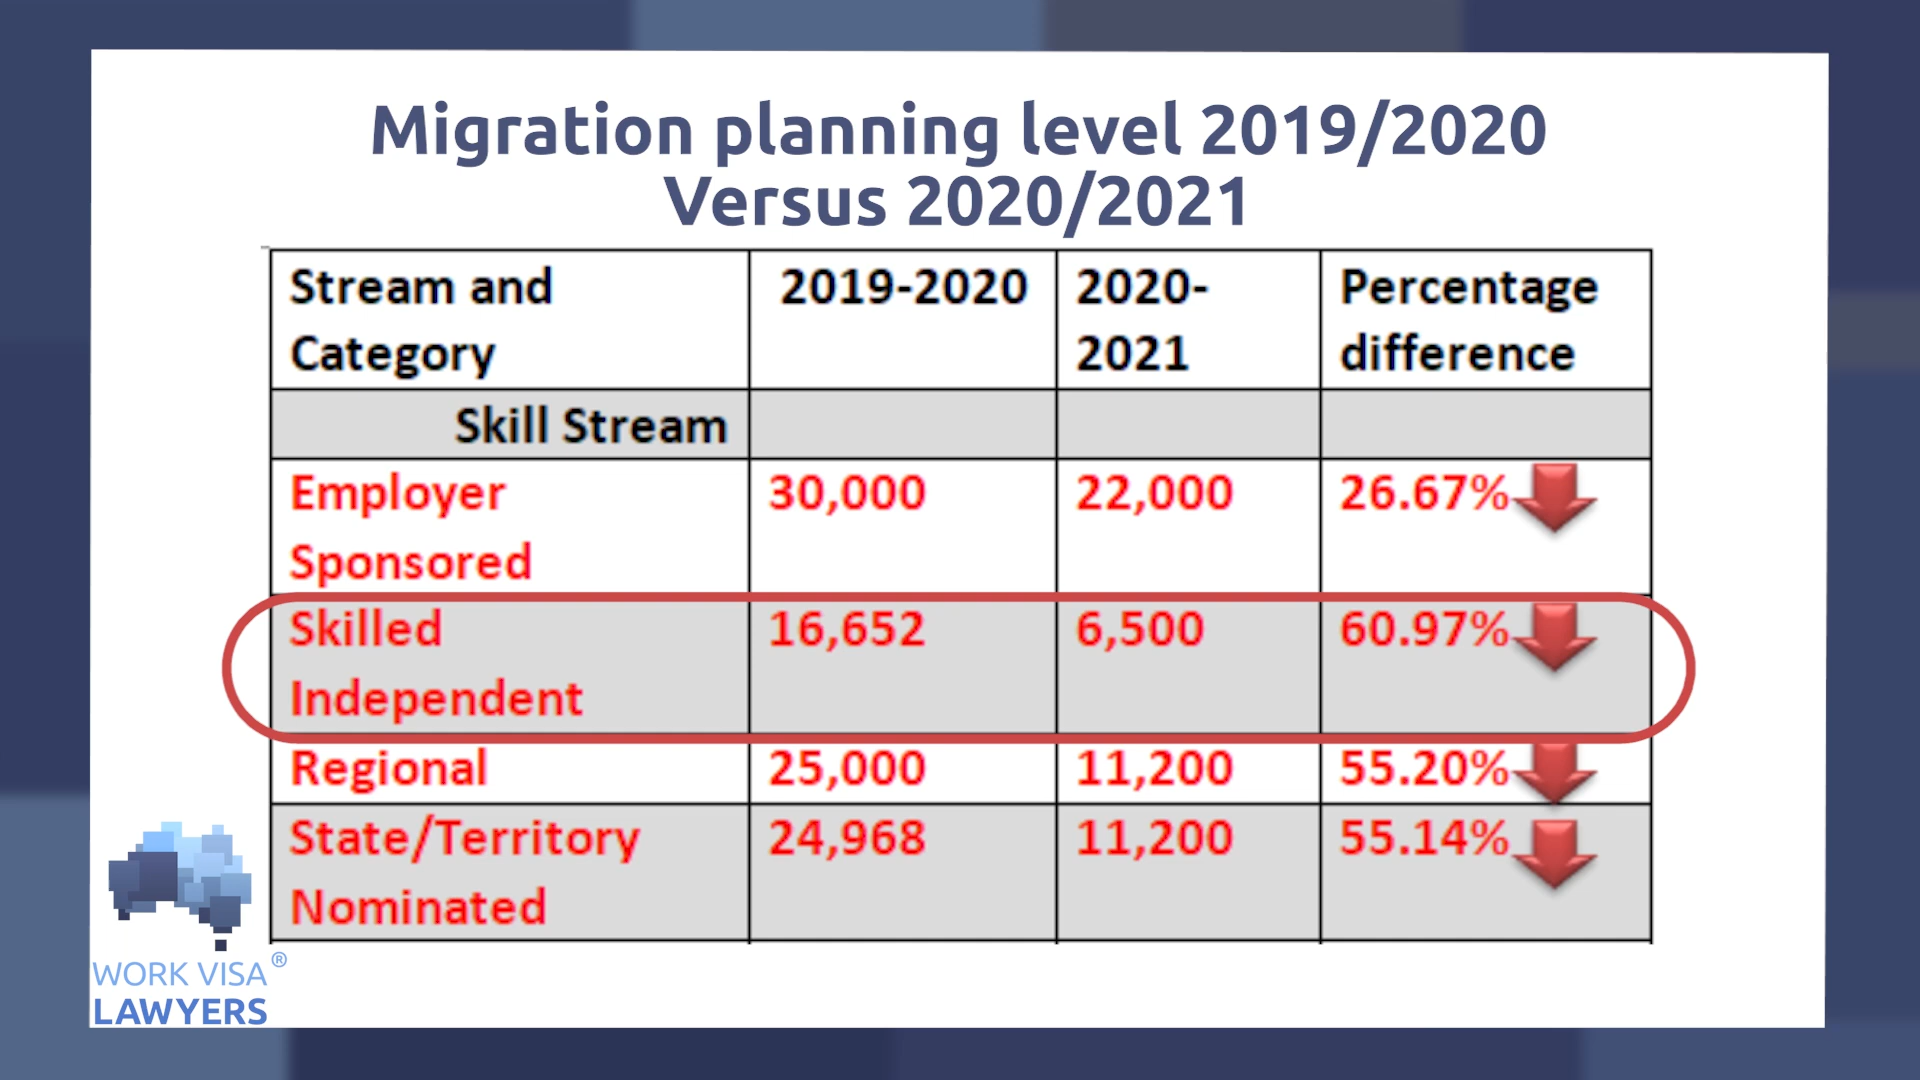 Migration planning level 2019/2020
Versus 2020/2021
Stream and Category 2019-2020 2020-2021 Percentage difference
Skill Stream
Employer Sponsored 30,000 22,000 26.67%
Skilled Independent 16,652 6,500 60.97%
Regional 25,000 11,200 55.20%
State/Territory Nominated 24,968 11,200 55.14%
WORK VISA ®
LAWYERS